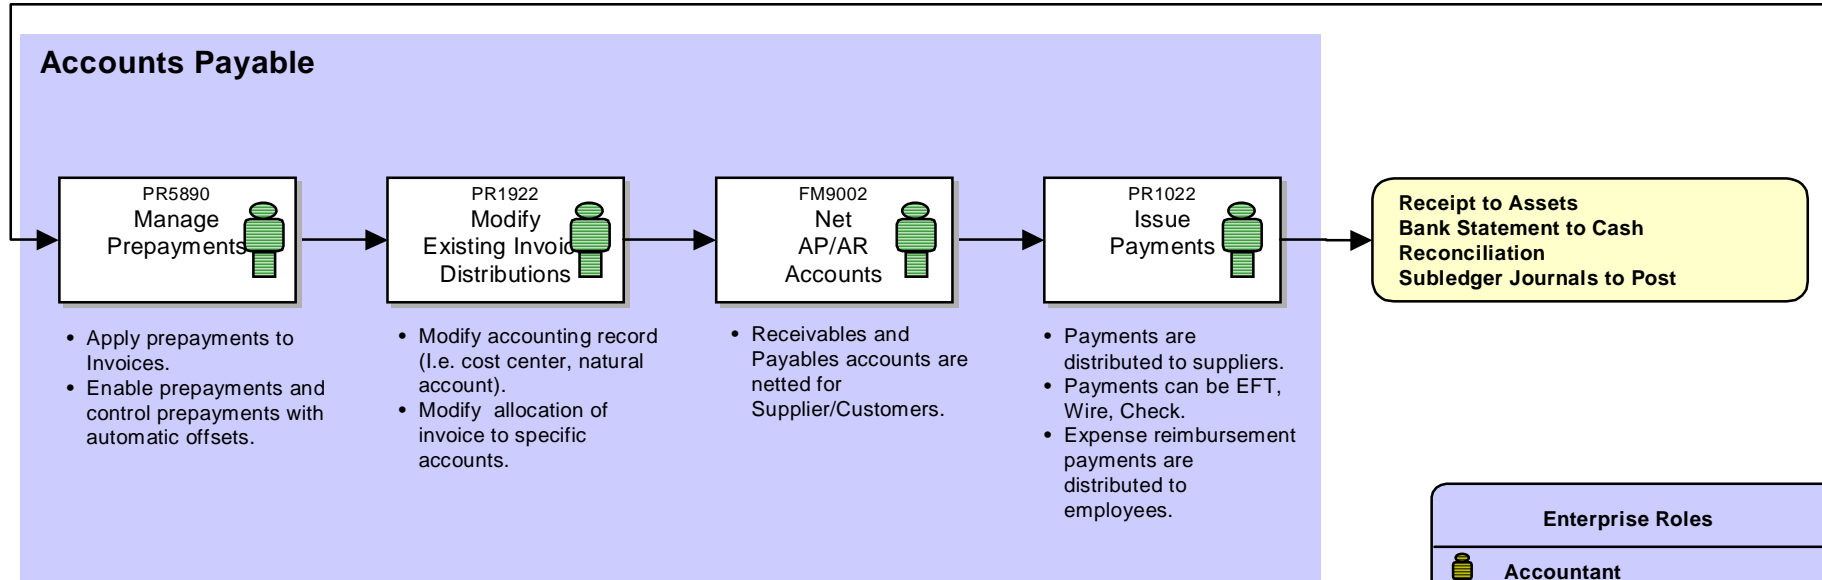 Accounts Payable
PR5890
Manage
Prepayments
PR1922
Modify
Existing Invoic
Distributions
FM9002
Net
AP/AR
Accounts
PR1022
Issue
Payments
Receipt to Assets
Bank Statement to Cash
Reconciliation
Subledger Journals to Post
• Apply prepayments to
Invoices.
• Enable prepayments and
control prepayments with
automatic offsets.
• Modify accounting record
(I.e. cost center, natural
account).
• Modify allocation of
invoice to specific
accounts.
• Receivables and
Payables accounts are
netted for
Supplier/Customers.
• Payments are
distributed to suppliers.
• Payments can be EFT,
Wire, Check.
• Expense reimbursement
payments are
distributed to
employees.
Enterprise Roles
Accountant